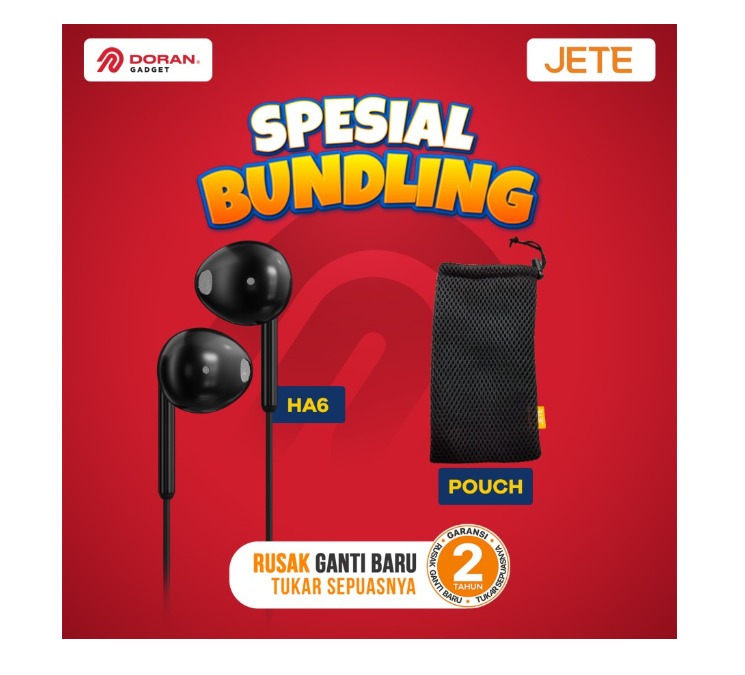 DORAN®
GADGET
JETE
SPESIAL
BUNDLING
HA6
JETE
POUCH
RUSAK GANTI BARU
TUKAR SEPUASNYA
GARANSI
2
TAHUN
RUSAK GANTI BARU
TUKAR SEPUASNYA